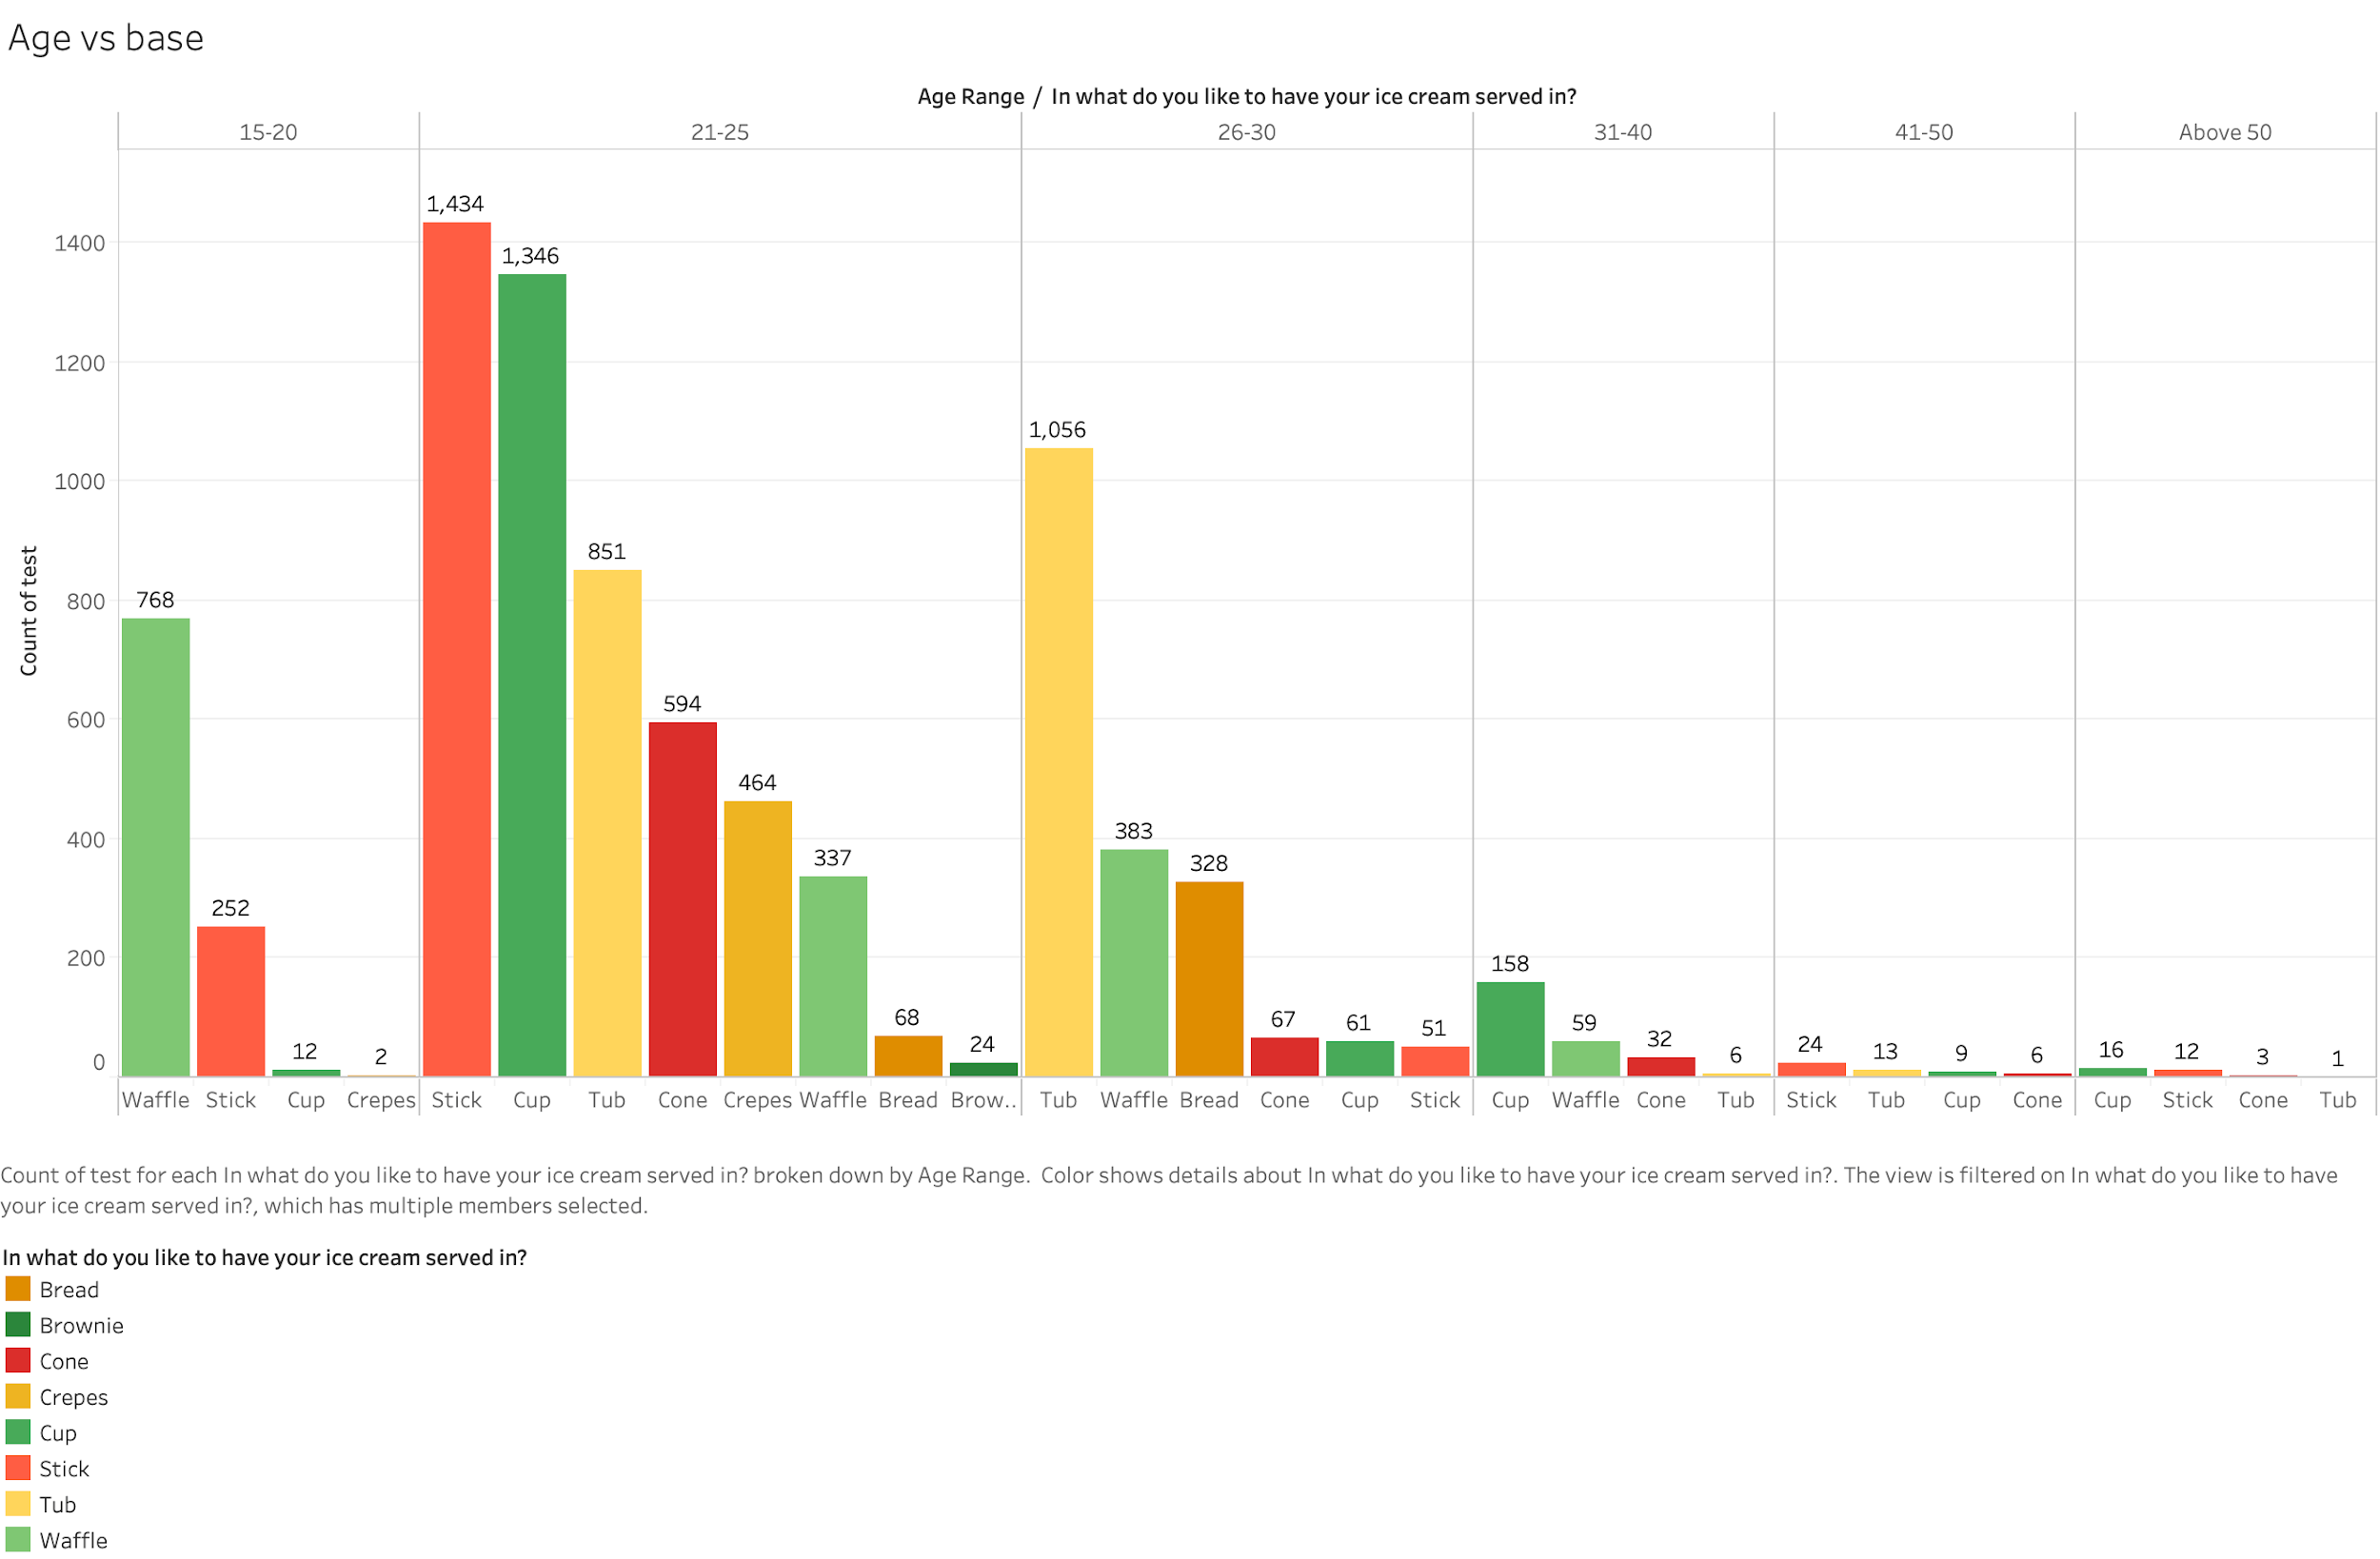 Age vs base
Age Range / In what do you like to have your ice cream served in?
15-20 21-25 26-30 31-40 41-50 Above 50
1,434
1400
1,346
1200
1,056
1000
851
800
768
600
594
464
400
383
337
328
252
200
158
68
24
67
61
51
59
32
6
24
13
9
6
16
12
3
1
12
2
0
Count of test
Waffle Stick Cup Crepes Stick Cup Tub Cone Crepes Waffle Bread Brow.. Tub Waffle Bread Cone Cup Stick Cup Waffle Cone Tub Stick Tub Cup Cone Cup Stick Cone Tub
Count of test for each In what do you like to have your ice cream served in? broken down by Age Range. Color shows details about In what do you like to have your ice cream served in?. The view is filtered on In what do you like to have
your ice cream served in?, which has multiple members selected.
In what do you like to have your ice cream served in?
Bread
Brownie
Cone
Crepes
Cup
Stick
Tub
Waffle